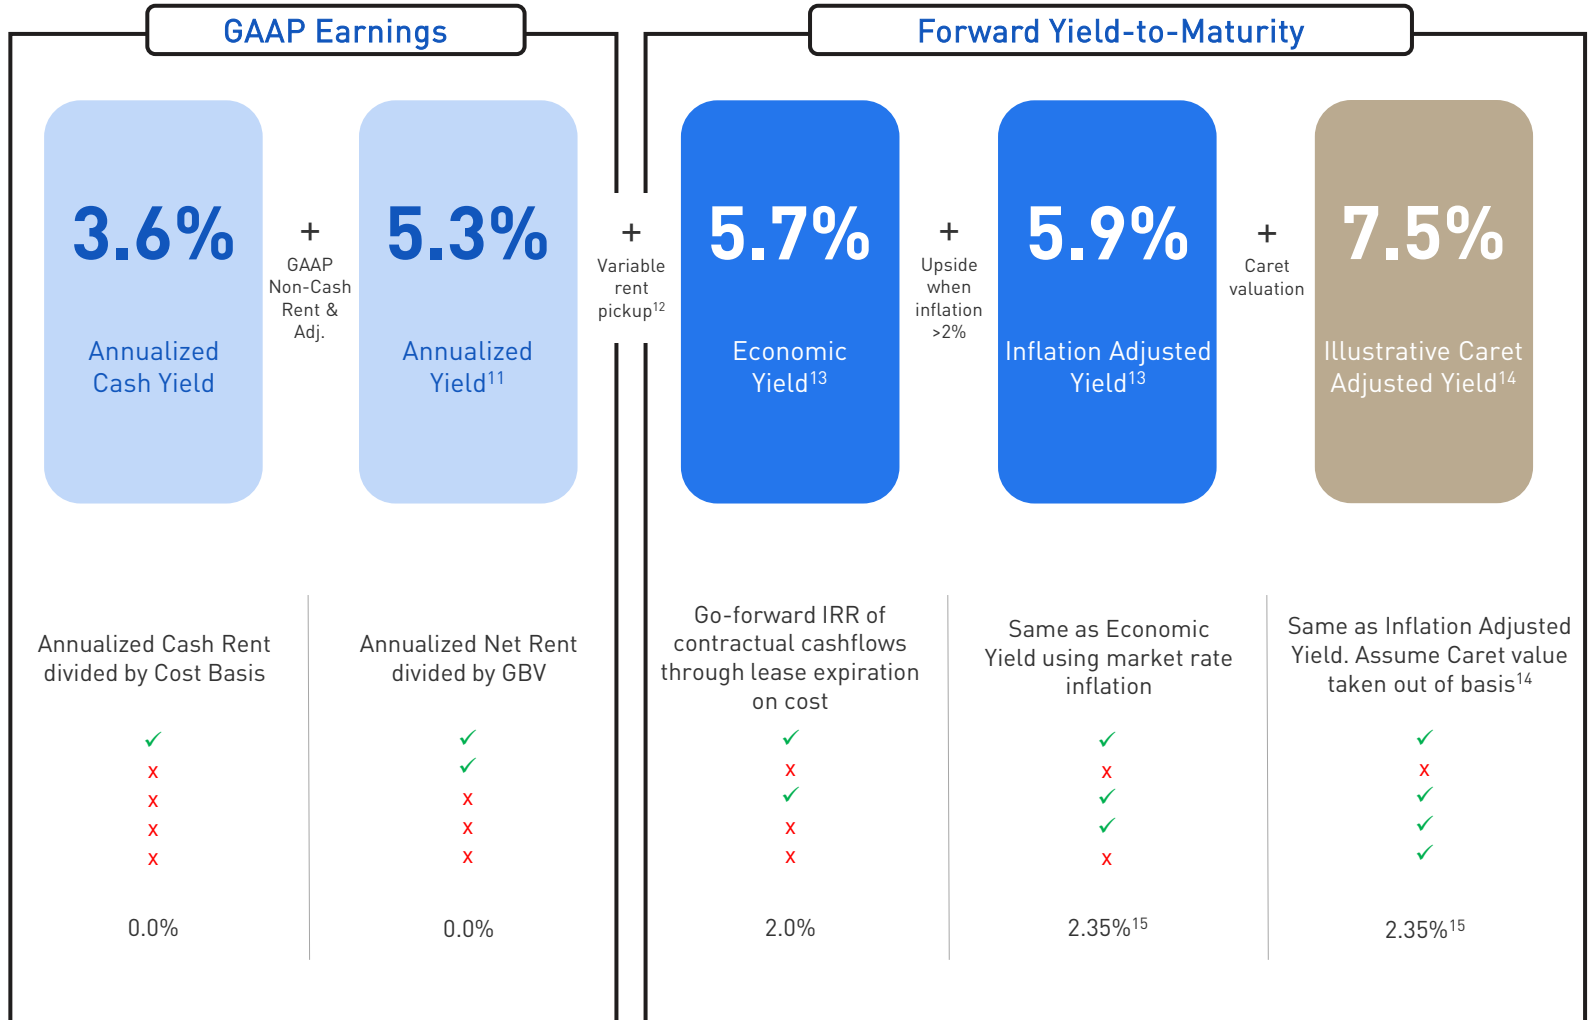 GAAP Earnings
Forward Yield-to-Maturity
3.6%
Annualized
Cash Yield
+
GAAP
Non-Cash
Rent &
Adj.
5.3%
Annualized
Yield¹¹
+
Variable
rent
pickup¹²
5.7%
Economic
Yield¹³
+
Upside
when
inflation
>2%
5.9%
Inflation Adjusted
Yield¹³
+
Caret
valuation
7.5%
Illustrative Caret
Adjusted Yield¹⁴
Annualized Cash Rent
divided by Cost Basis
Annualized Net Rent
divided by GBV
Go-forward IRR of
contractual cashflows
through lease expiration
on cost
Same as Economic
Yield using market rate
inflation
Same as Inflation Adjusted
Yield. Assume Caret value
taken out of basis¹⁴
✓ ✓ ✓ ✓ ✓
x ✓ x x x
x x ✓ ✓ ✓
x x x ✓ ✓
x x x x ✓
0.0%
0.0%
2.0%
2.35%¹⁵
2.35%¹⁵